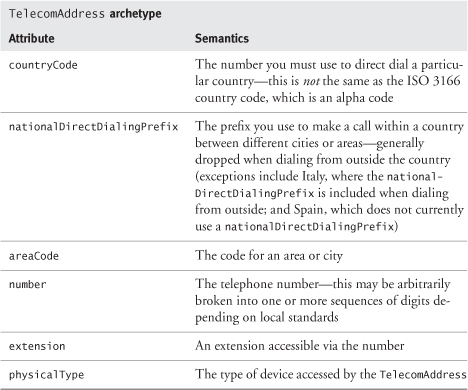 TelecomAddress archetype
Attribute
Semantics
countryCode
The number you must use to direct dial a particu-
lar country—this is not the same as the ISO 3166
country code, which is an alpha code
nationalDirectDialingPrefix
The prefix you use to make a call within a country
between different cities or areas—generally
dropped when dialing from outside the country
(exceptions include Italy, where the national-
DirectDialingPrefix is included when dialing
from outside; and Spain, which does not currently
use a nationalDirectDialingPrefix)
areaCode
The code for an area or city
number
The telephone number—this may be arbitrarily
broken into one or more sequences of digits de-
pending on local standards
extension
An extension accessible via the number
physicalType
The type of device accessed by the TelecomAddress